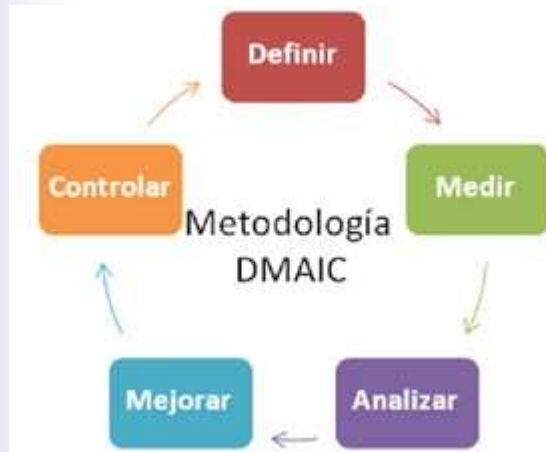 Definir
Controlar
Medir
Metodología
DMAIC
Mejorar
Analizar